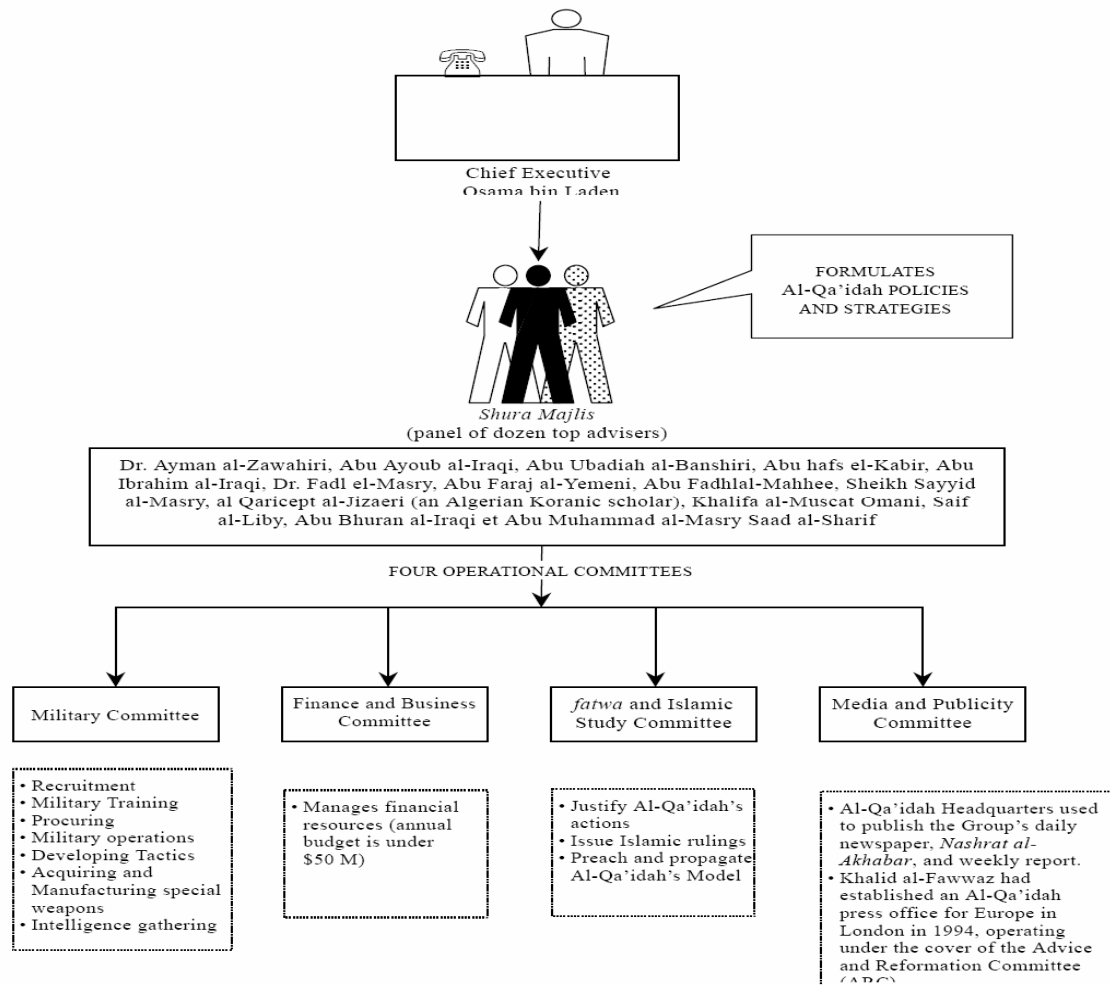 Chief Executive
Osama bin Laden
FORMULATES
Al-Qa’idah POLICIES
AND STRATEGIES
Shura Majlis
(panel of dozen top advisers)
Dr. Ayman al-Zawahiri, Abu Ayoub al-Iraqi, Abu Ubadiah al-Banshiri, Abu hafs el-Kabir, Abu
Ibrahim al-Iraqi, Dr. Fadl el-Masry, Abu Faraj al-Yemeni, Abu Fadhlal-Mahhee, Sheikh Sayyid
al-Masry, al Qaricept al-Jizaeri (an Algerian Koranic scholar), Khalifa al-Muscat Omani, Saif
al-Liby, Abu Bhuran al-Iraqi et Abu Muhammad al-Masry Saad al-Sharif
FOUR OPERATIONAL COMMITTEES
Military Committee
• Recruitment
• Military Training
• Procuring
• Military operations
• Developing Tactics
• Acquiring and
Manufacturing special
weapons
• Intelligence gathering
Finance and Business
Committee
• Manages financial
resources (annual
budget is under
$50 M)
fatwa and Islamic
Study Committee
• Justify Al-Qa’idah’s
actions
• Issue Islamic rulings
• Preach and propagate
Al-Qa’idah’s Model
Media and Publicity
Committee
• Al-Qa’idah Headquarters used
to publish the Group’s daily
newspaper, Nashrat al-
Akhabar, and weekly report.
• Khalid al-Fawwaz had
established an Al-Qa’idah
press office for Europe in
London in 1994, operating
under the cover of the Advice
and Reformation Committee
(ARC)